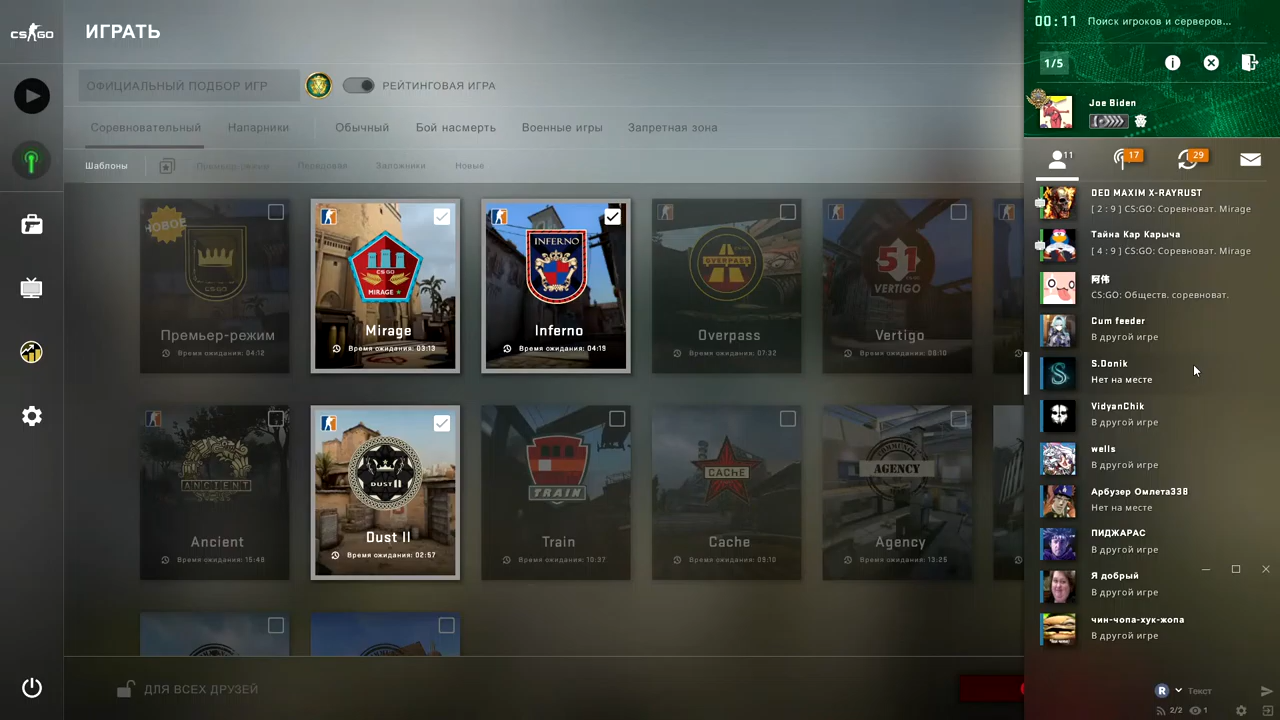 CS GO
ИГРАТЬ
ОФИЦИАЛЬНЫЙ ПОДБОР ИГР
РЕЙТИНГОВАЯ ИГРА
Соревновательный
Напарники
Обычный
Бой насмерть
Военные игры
Запретная зона
Шаблоны
Порядовая
Заложники
Новые
НОВОЕ
CS:GO
Премьер-режим
Время ожидания: 04:12
CS:GO
MIRAGE
Mirage
Время ожидания: 03:13
INFERNO
Inferno
Время ожидания: 04:19
OVERPASS
Overpass
Время ожидания: 07:32
51
VERTIGO
Vertigo
Время ожидания: 08:10
ANCIENT
Ancient
Время ожидания: 15:48
DUST II
Dust II
Время ожидания: 02:57
TRAIN
Train
Время ожидания: 10:37
CACHE
Cache
Время ожидания: 09:10
AGENCY
Agency
Время ожидания: 13:26
ДЛЯ ВСЕХ ДРУЗЕЙ
00:11 Поиск игроков и серверов...
1/5
Joe Biden
11
17
29
DED MAXIM X-RAYRUST
[ 2 : 9 ] CS:GO: Соревноват. Mirage
Тайна Кар Карыча
[ 4 : 9 ] CS:GO: Соревноват. Mirage
阿伟
CS:GO: Обществ. соревноват.
Cum feeder
В другой игре
S.Donik
Нет на месте
VidyanChik
В другой игре
wells
В другой игре
Арбузер Омлета338
Нет на месте
ПИДЖАРАС
В другой игре
Я добрый
В другой игре
чин-чопа-хук-жопа
В другой игре
R
Текст
2/2
1